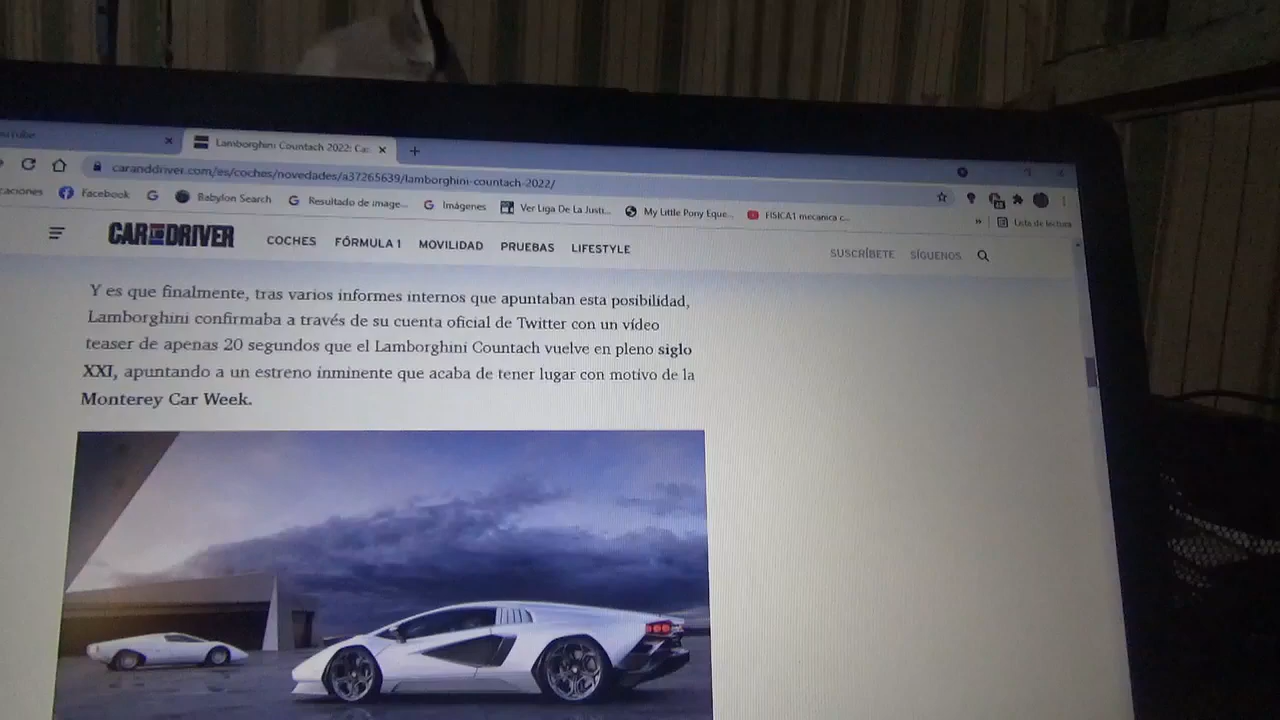 Lamborghini Countach 2022: Car
caranddriver.com/es/coches/novedades/a37265639/lamborghini-countach-2022/
caciones Facebook Babylon Search Resultado de image... Imágenes Ver Liga De La Justi... My Little Pony Eque... FISICA1 mecanica c...
» Lista de lectura
CAR AND DRIVER COCHES FÓRMULA 1 MOVILIDAD PRUEBAS LIFESTYLE SUSCRÍBETE SÍGUENOS
Y es que finalmente, tras varios informes internos que apuntaban esta posibilidad,
Lamborghini confirmaba a través de su cuenta oficial de Twitter con un vídeo
teaser de apenas 20 segundos que el Lamborghini Countach vuelve en pleno siglo
XXI, apuntando a un estreno inminente que acaba de tener lugar con motivo de la
Monterey Car Week.